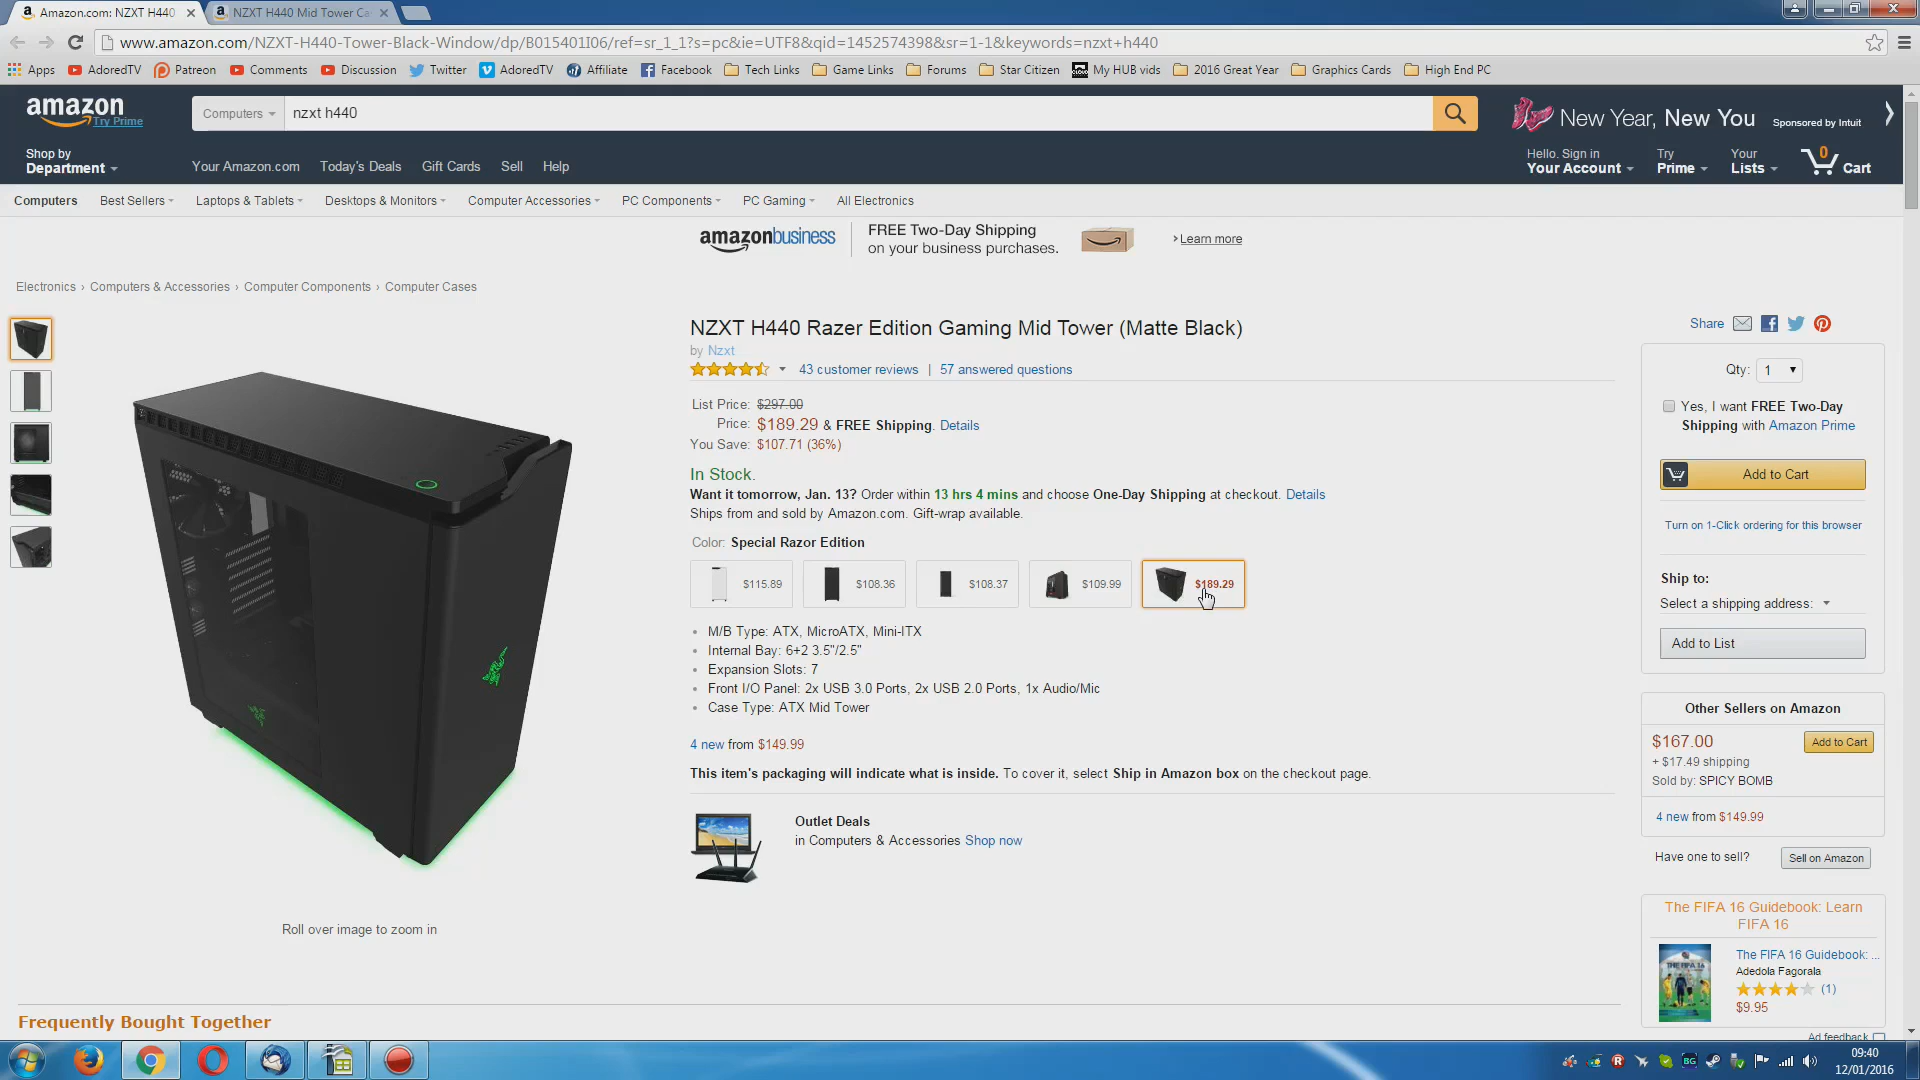 Amazon.com: NZXT H440
NZXT H440 Mid Tower Ca
www.amazon.com/NZXT-H440-Tower-Black-Window/dp/B015401I06/ref=sr_1_1?s=pc&ie=UTF8&qid=1452574398&sr=1-1&keywords=nzxt+h440
Apps AdoredTV Patreon Comments Discussion Twitter AdoredTV Affiliate Facebook Tech Links Game Links Forums Star Citizen My HUB vids 2016 Great Year Graphics Cards High End PC
amazon
Try Prime
Computers
nzxt h440
New Year, New You Sponsored by Intuit
Shop by
Department
Your Amazon.com Today's Deals Gift Cards Sell Help
Hello. Sign in
Your Account
Try
Prime
Your
Lists
0
Cart
Computers Best Sellers Laptops & Tablets Desktops & Monitors Computer Accessories PC Components PC Gaming All Electronics
amazonbusiness
FREE Two-Day Shipping
on your business purchases.
› Learn more
Electronics › Computers & Accessories › Computer Components › Computer Cases
NZXT H440 Razer Edition Gaming Mid Tower (Matte Black)
by Nzxt
43 customer reviews | 57 answered questions
List Price: $297.00
Price: $189.29 & FREE Shipping. Details
You Save: $107.71 (36%)
In Stock.
Want it tomorrow, Jan. 13? Order within 13 hrs 4 mins and choose One-Day Shipping at checkout. Details
Ships from and sold by Amazon.com. Gift-wrap available.
Color: Special Razor Edition
$115.89 $108.36 $108.37 $109.99 $189.29
• M/B Type: ATX, MicroATX, Mini-ITX
• Internal Bay: 6+2 3.5"/2.5"
• Expansion Slots: 7
• Front I/O Panel: 2x USB 3.0 Ports, 2x USB 2.0 Ports, 1x Audio/Mic
• Case Type: ATX Mid Tower
4 new from $149.99
This item's packaging will indicate what is inside. To cover it, select Ship in Amazon box on the checkout page.
Outlet Deals
in Computers & Accessories Shop now
Roll over image to zoom in
Frequently Bought Together
Share
Qty: 1
Yes, I want FREE Two-Day
Shipping with Amazon Prime
Add to Cart
Turn on 1-Click ordering for this browser
Ship to:
Select a shipping address:
Add to List
Other Sellers on Amazon
$167.00
Add to Cart
+ $17.49 shipping
Sold by: SPICY BOMB
4 new from $149.99
Have one to sell?
Sell on Amazon
The FIFA 16 Guidebook: Learn
FIFA 16
THE FIFA 16
The FIFA 16 Guidebook: ...
Adedola Fagorala
(1)
$9.95
Ad feedback
BG
09:40
12/01/2016